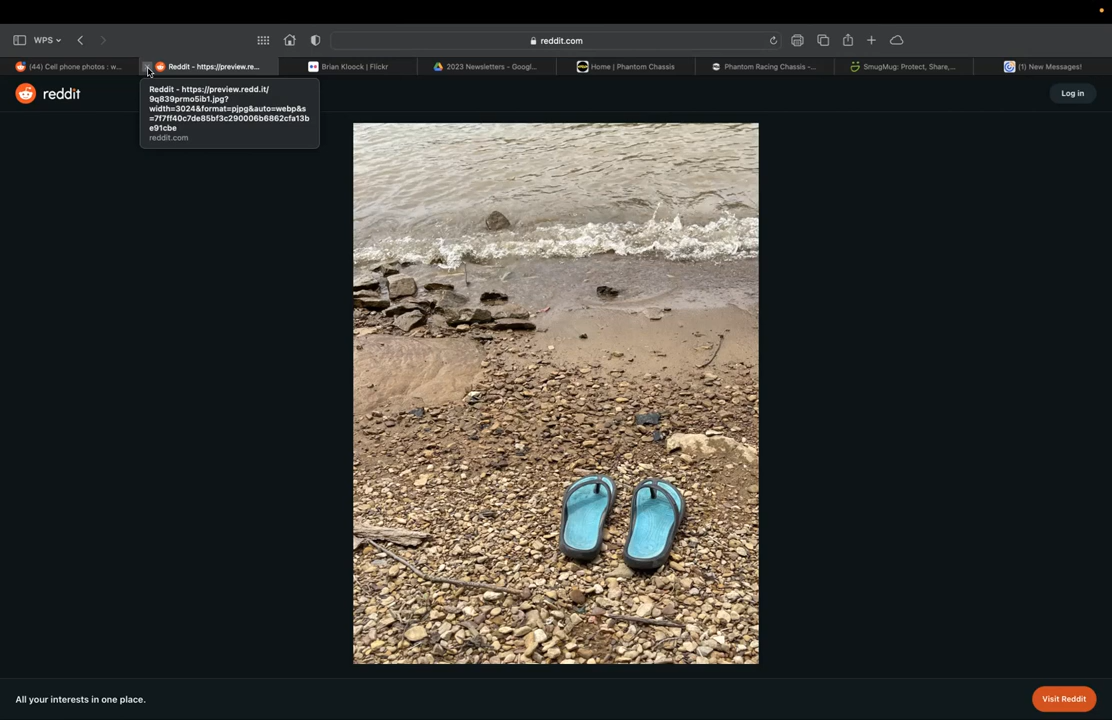 WPS
reddit.com
(44) Cell phone photos : w...
Reddit - https://preview.re...
Brian Kloock | Flickr
2023 Newsletters - Googl...
Home | Phantom Chassis
Phantom Racing Chassis -...
SmugMug: Protect, Share,...
(1) New Messages!
reddit
Log in
Reddit - https://preview.redd.it/
9q839prmo5ib1.jpg?
width=3024&format=pjpg&auto=webp&s
=7f7ff40c7de85bf3c290006b6862cfa13b
e91cbe
reddit.com
All your interests in one place.
Visit Reddit